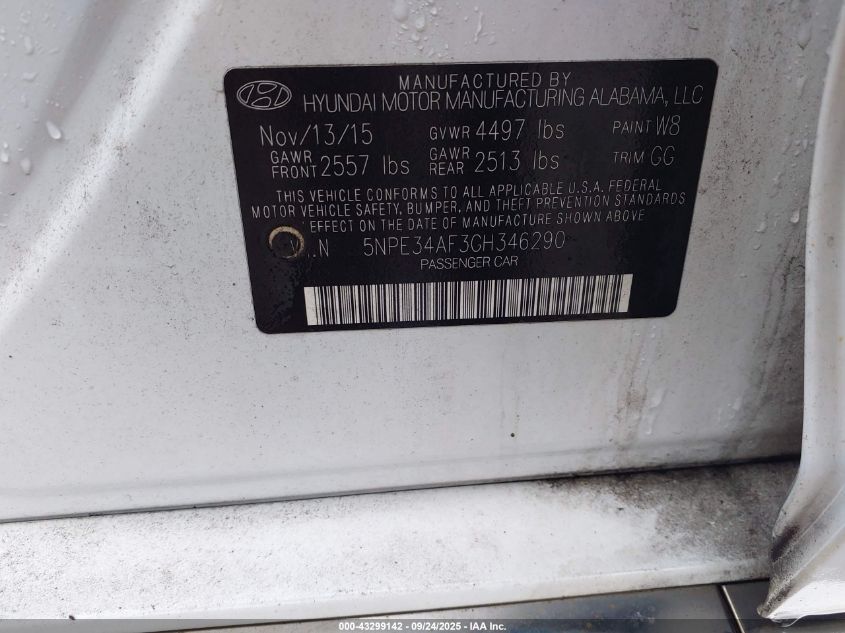 MANUFACTURED BY
HYUNDAI MOTOR MANUFACTURING ALABAMA, LLC
Nov/13/15 GVWR 4497 lbs PAINT W8
GAWR FRONT 2557 lbs GAWR REAR 2513 lbs TRIM GG
THIS VEHICLE CONFORMS TO ALL APPLICABLE U.S.A. FEDERAL
MOTOR VEHICLE SAFETY, BUMPER, AND THEFT PREVENTION STANDARDS
EFFECT ON THE DATE OF MANUFACTURE SHOWN ABOVE
V.I.N 5NPE34AF3GH346290
PASSENGER CAR
000-43299142 - 09/24/2025 - IAA Inc.